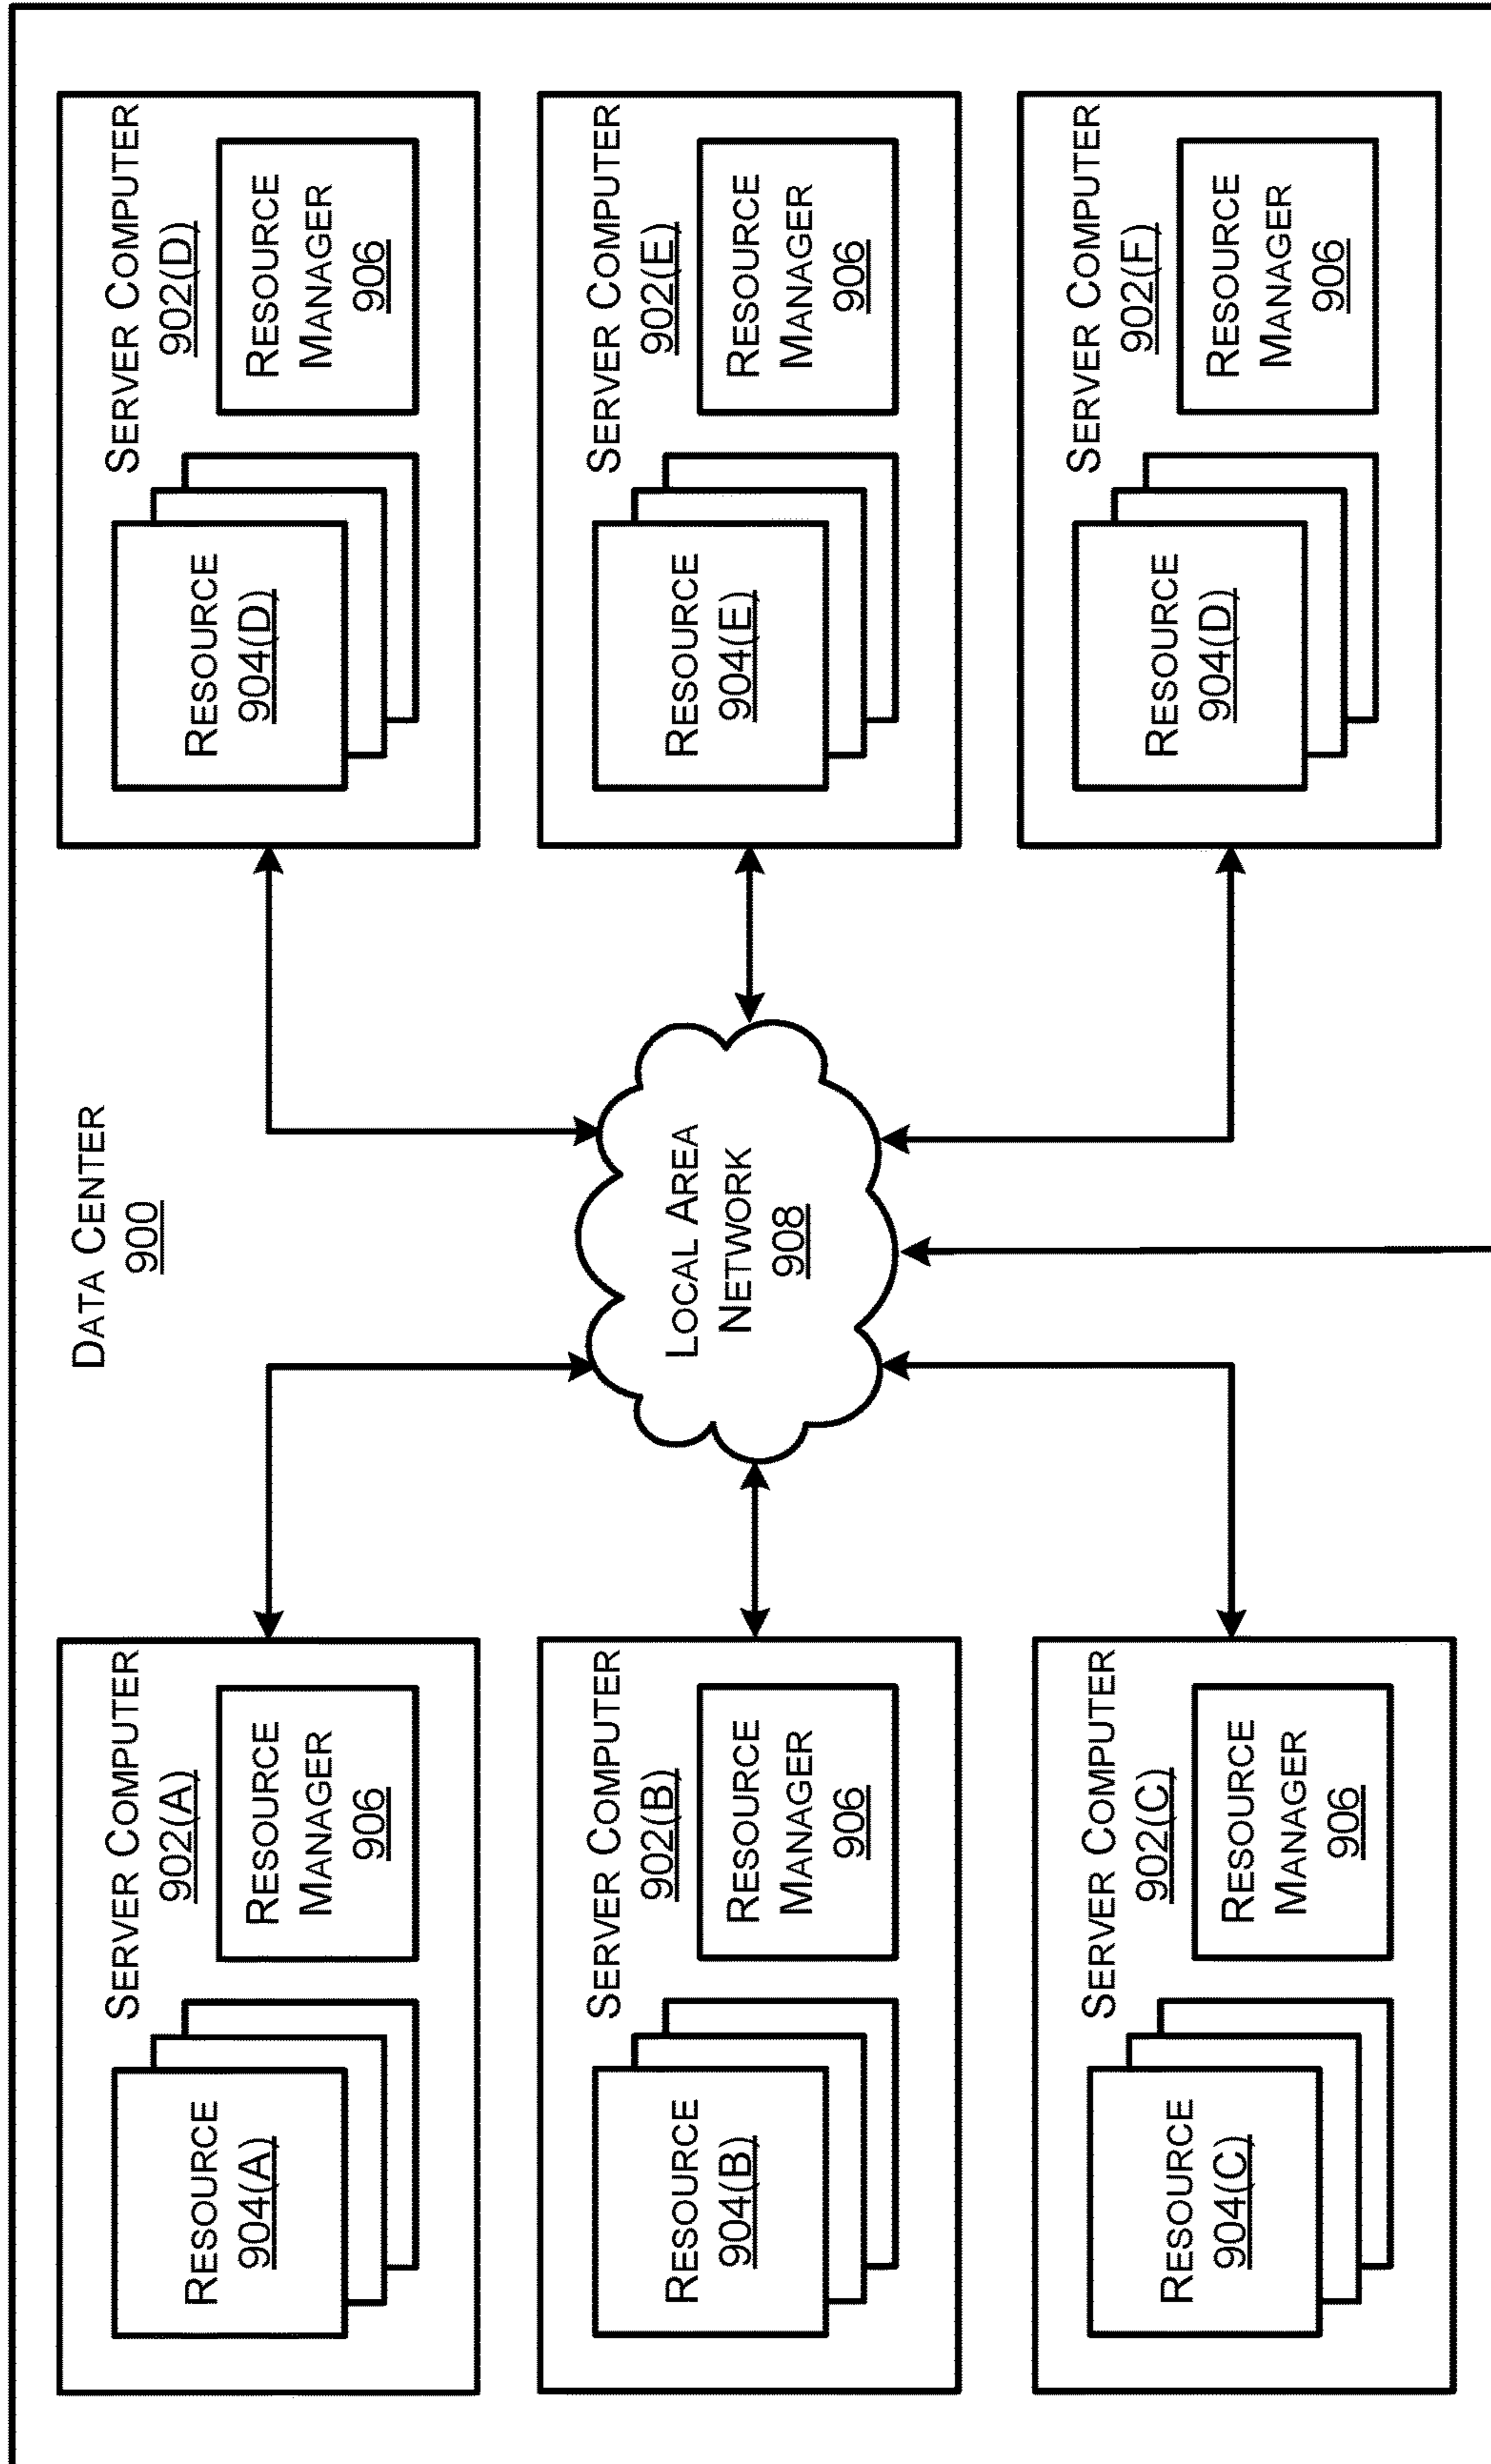 DATA CENTER
900
SERVER COMPUTER
902(A)
RESOURCE
904(A)
RESOURCE
MANAGER
906
SERVER COMPUTER
902(B)
RESOURCE
904(B)
RESOURCE
MANAGER
906
SERVER COMPUTER
902(C)
RESOURCE
904(C)
RESOURCE
MANAGER
906
LOCAL AREA
NETWORK
908
SERVER COMPUTER
902(D)
RESOURCE
904(D)
RESOURCE
MANAGER
906
SERVER COMPUTER
902(E)
RESOURCE
904(E)
RESOURCE
MANAGER
906
SERVER COMPUTER
902(F)
RESOURCE
904(D)
RESOURCE
MANAGER
906